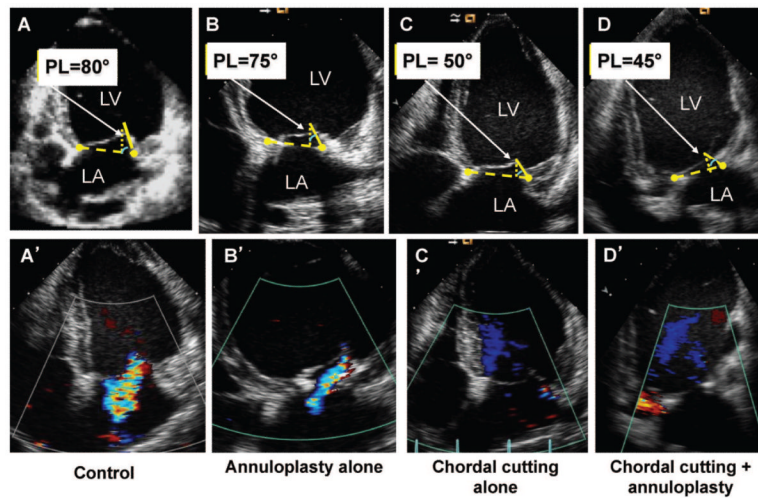 A
B
C
D
PL=80°
PL=75°
PL= 50°
PL=45°
LV
LV
LV
LV
LA
LA
LA
LA
A'
B'
C
'
D'
Control
Annuloplasty alone
Chordal cutting
alone
Chordal cutting +
annuloplasty